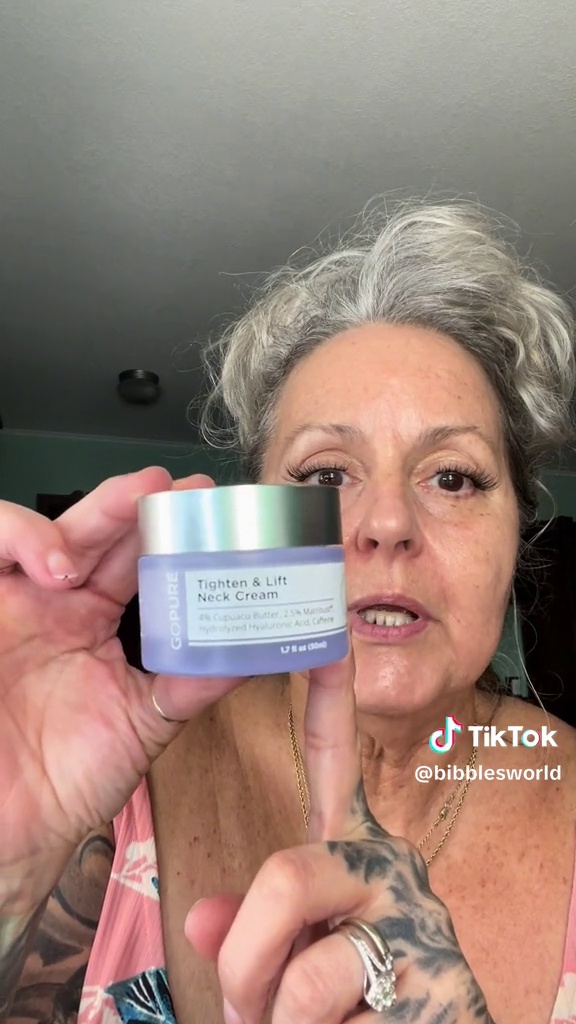 GOPURE
Tighten & Lift
Neck Cream
4% Cupuacu Butter, 2.5% Matrixyl®,
Hydrolyzed Hyaluronic Acid, Caffeine
1.7 fl oz (50ml)
TikTok
@bibblesworld